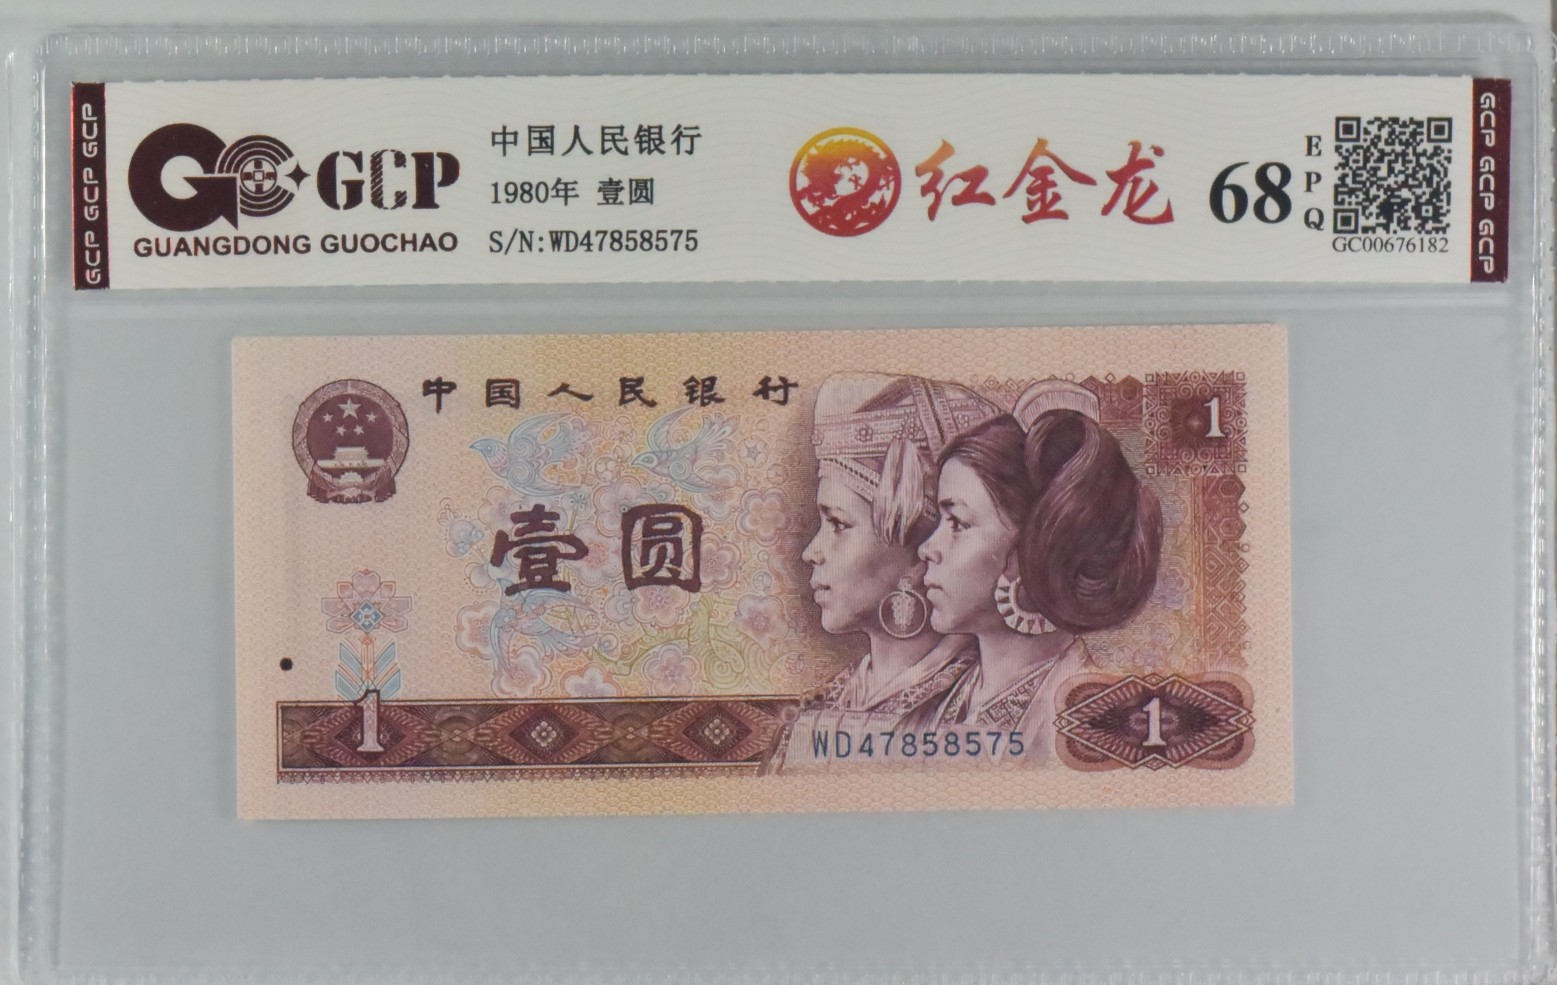 GCP GCP GCP
GCP
GUANGDONG GUOCHAO
中国人民银行
1980年 壹圆
S/N:WD47858575
红金龙
68
EPQ
GC00676182
GCP GCP GCP
中国人民银行
1
壹圆
1
WD47858575
1